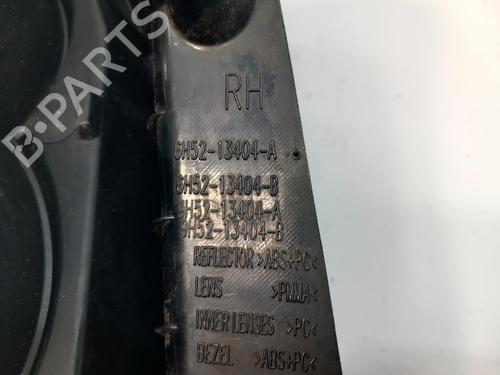 RH
6H52-13404-A
6H52-13404-B
H52-13404-A
H52-13404-B
REFLECTOR >ABS+PC<
LENS >PMMA<
INNER LENSES >PC<
BEZEL >ABS+PC<
B-PARTS